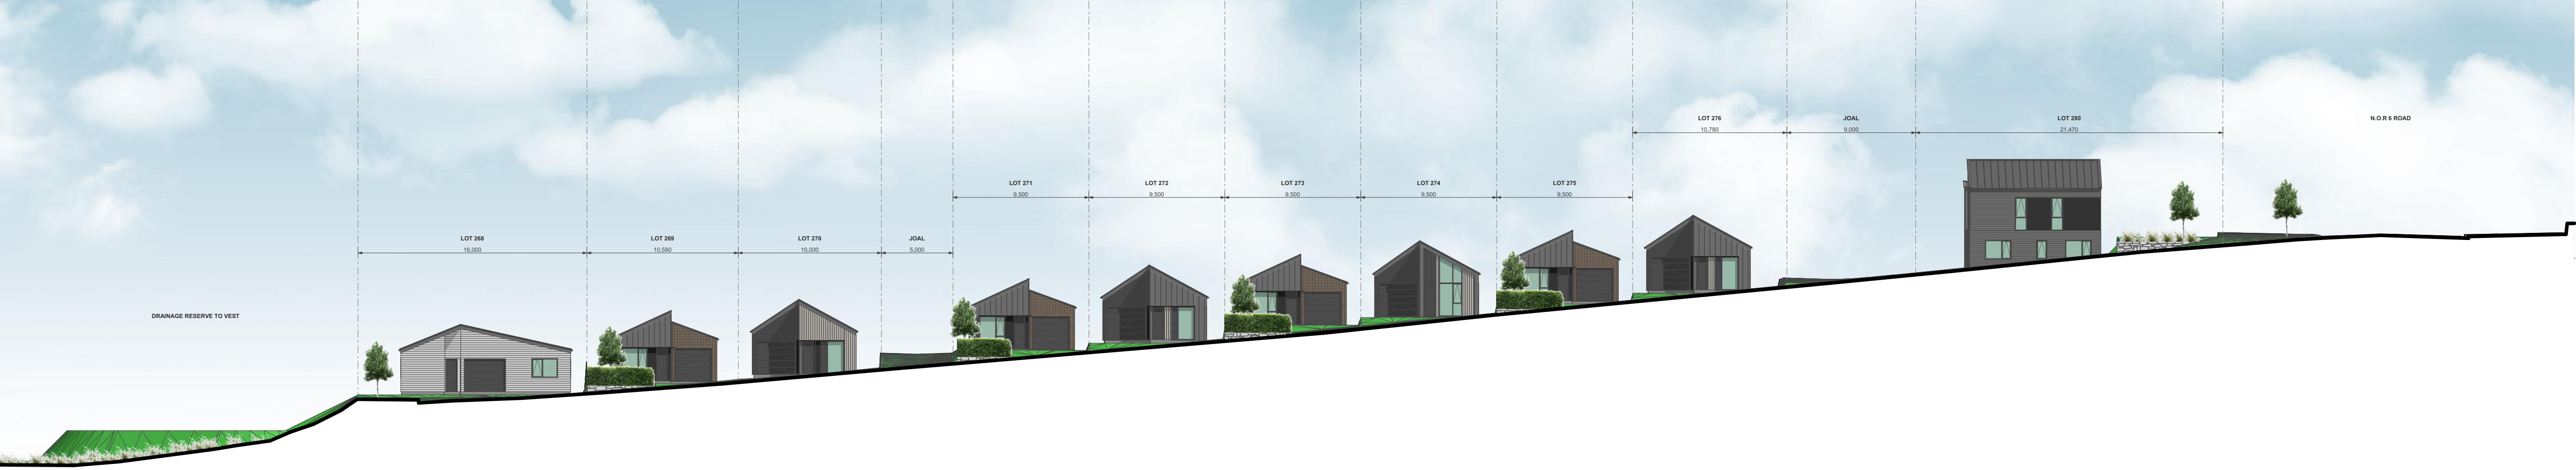 DRAINAGE RESERVE TO VEST
LOT 268
16,000
LOT 269
10,580
LOT 270
10,000
JOAL
5,000
LOT 271
9,500
LOT 272
9,500
LOT 273
9,500
LOT 274
9,500
LOT 275
9,500
LOT 276
10,780
JOAL
9,000
LOT 280
21,470
N.O.R 6 ROAD